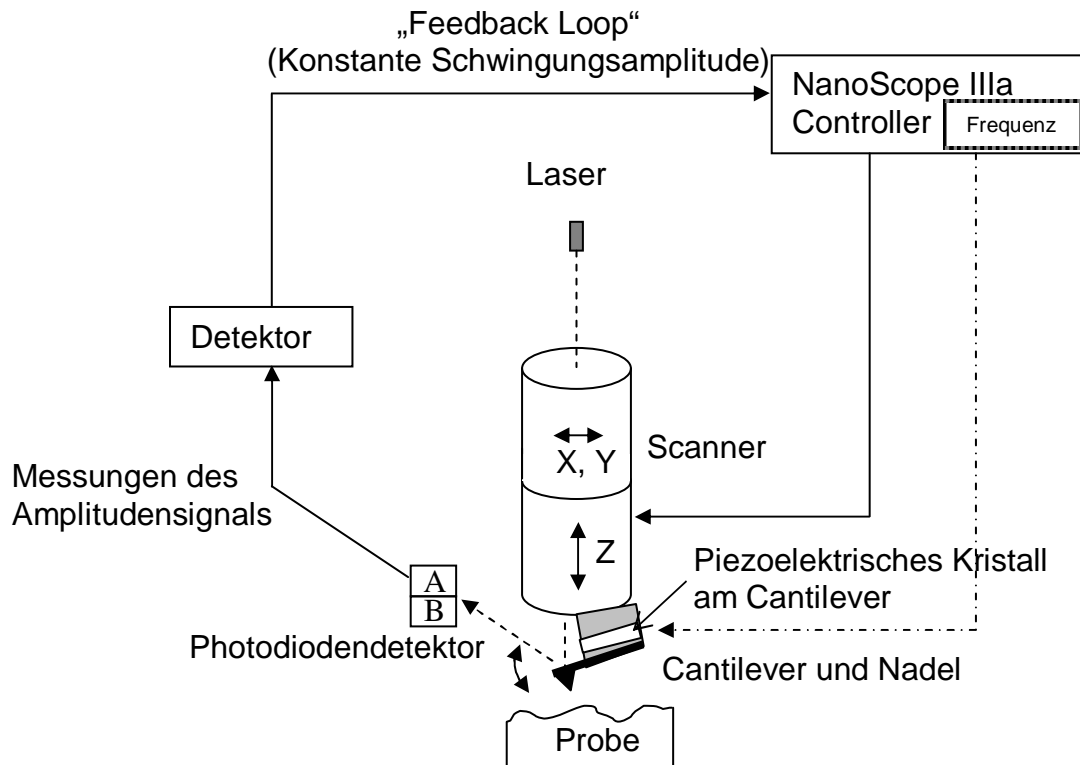 „Feedback Loop“
(Konstante Schwingungsamplitude)
NanoScope IIIa
Controller
Frequenz
Laser
Detektor
X, Y
Scanner
Messungen des
Amplitudensignals
Z
Piezoelektrisches Kristall
am Cantilever
A
B
Photodiodendetektor
Cantilever und Nadel
Probe